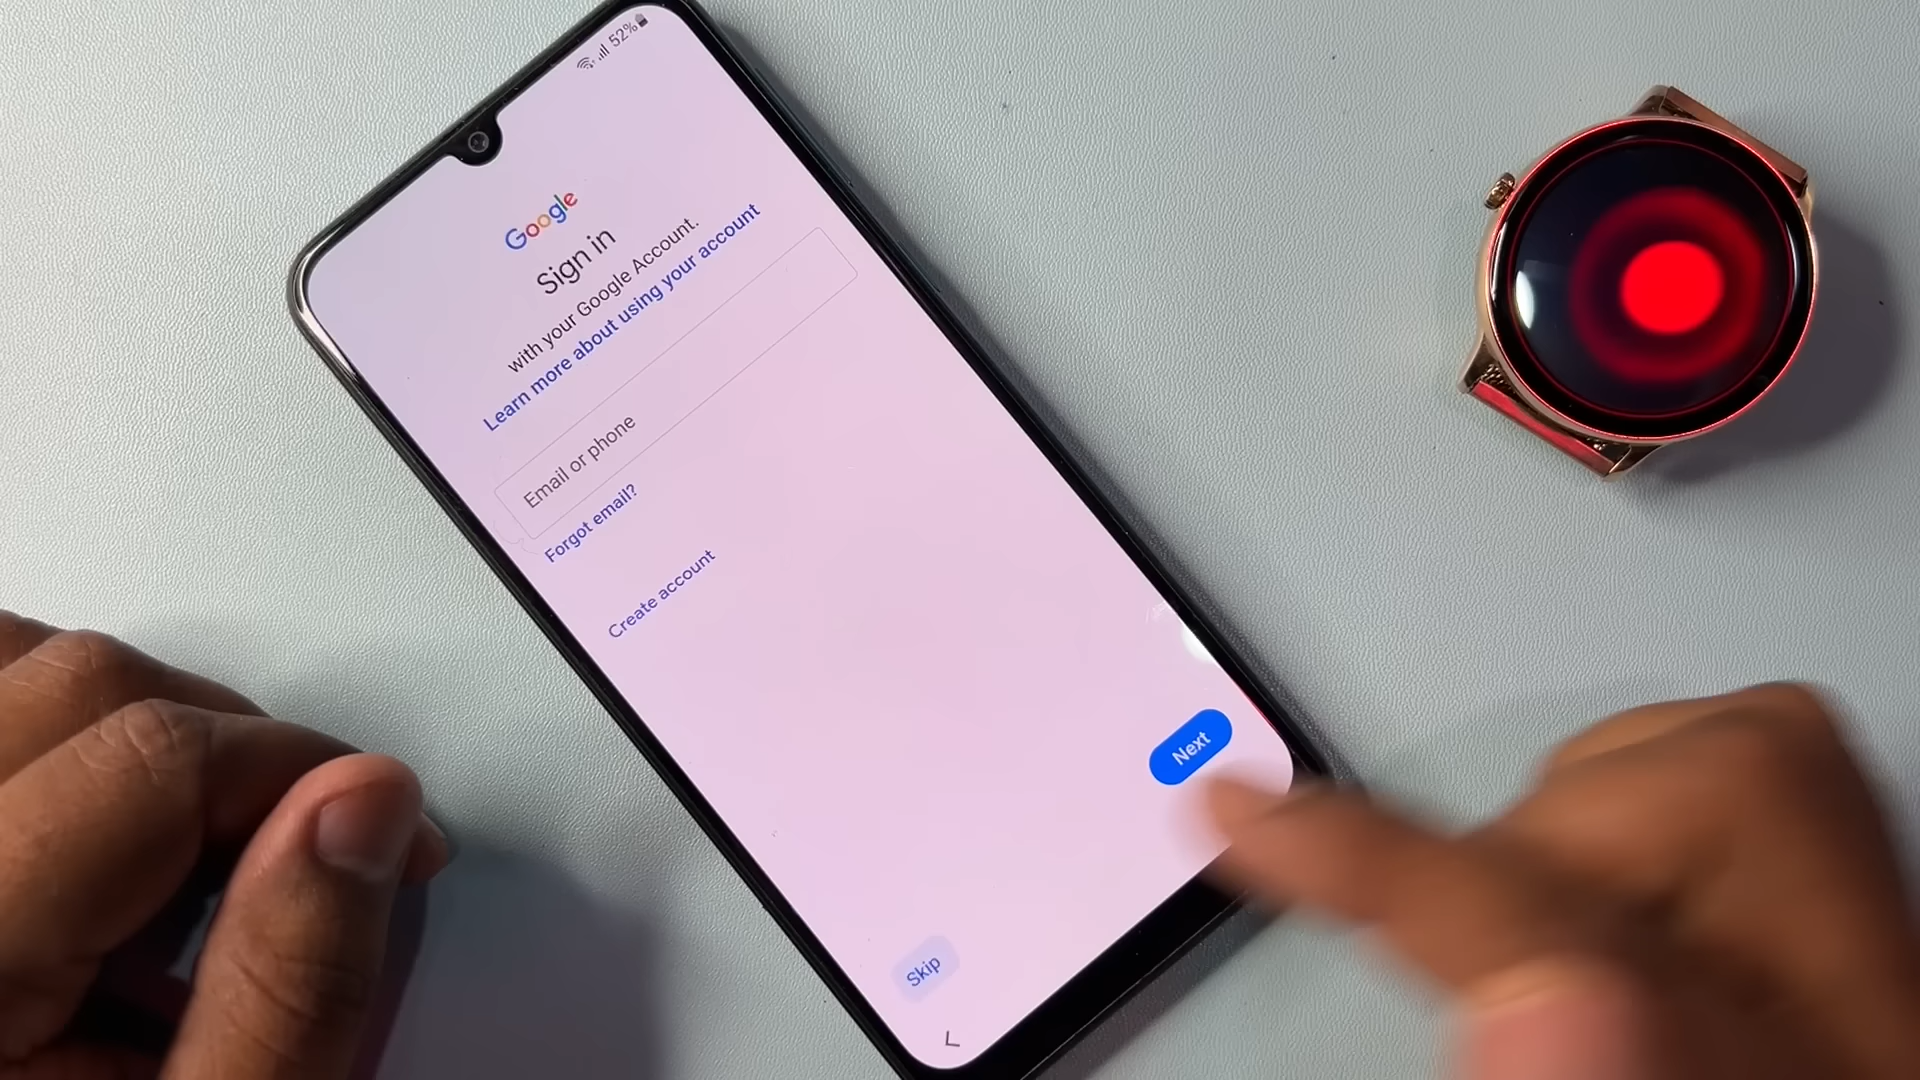 52%
Google
Sign in
with your Google Account.
Learn more about using your account
Email or phone
Forgot email?
Create account
Next
Skip